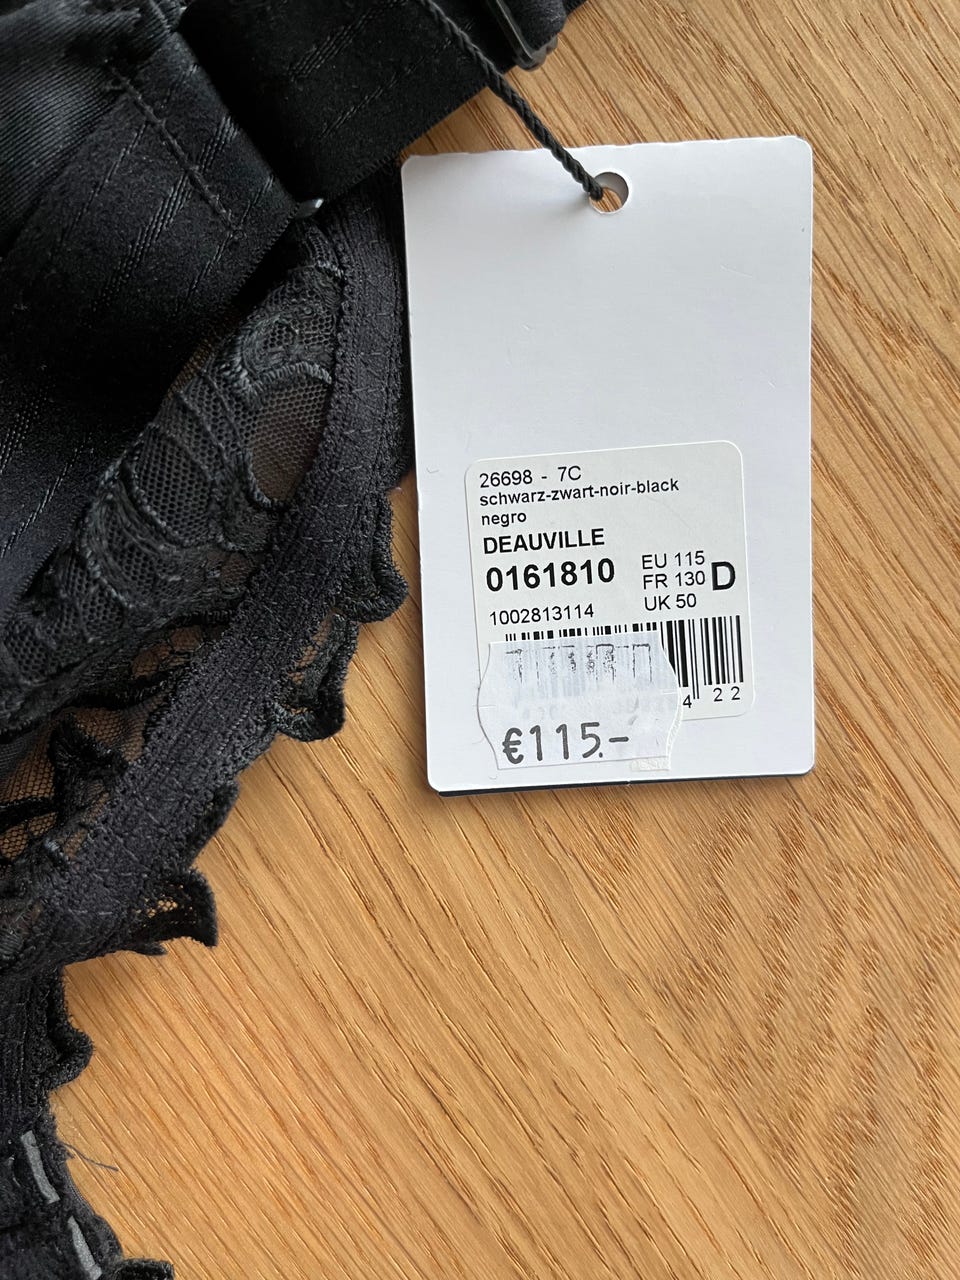 26698 - 7C
schwarz-zwart-noir-black
negro
DEAUVILLE
0161810
EU 115
FR 130 D
UK 50
1002813114
4 22
€115.-